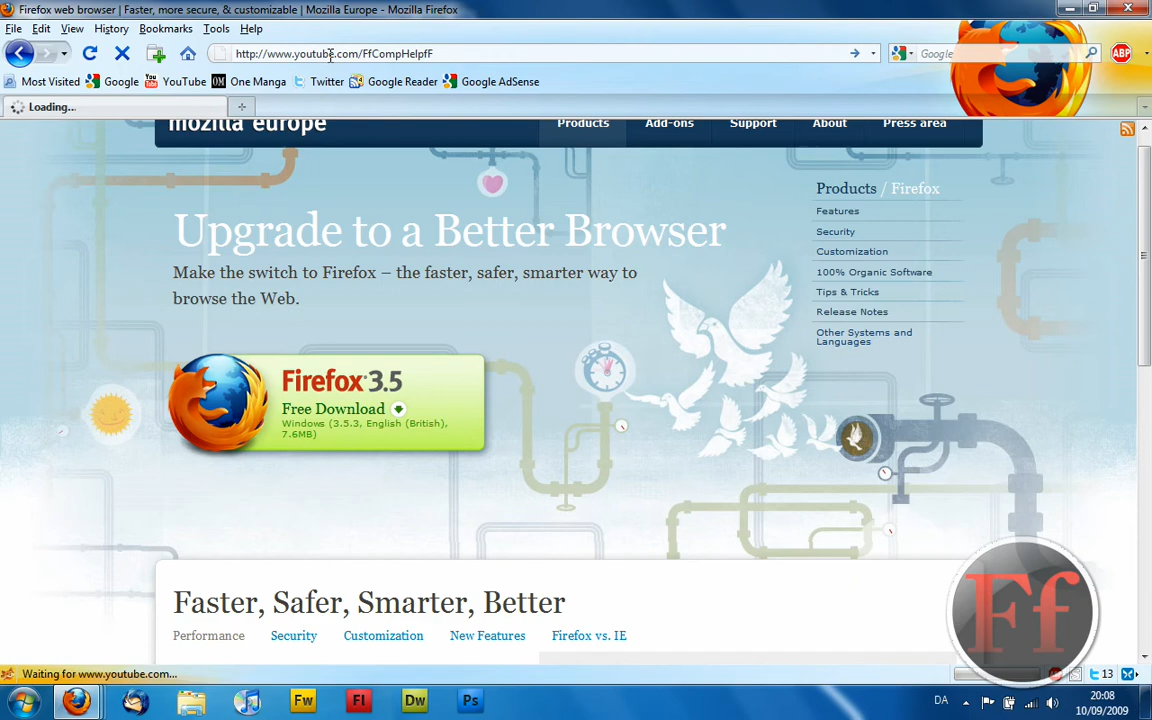 Firefox web browser | Faster, more secure, & customizable | Mozilla Europe - Mozilla Firefox
File Edit View History Bookmarks Tools Help
http://www.youtube.com/FfCompHelpfF
Google
ABP
Most Visited Google YouTube One Manga Twitter Google Reader Google AdSense
Loading...
mozilla europe
Products Add-ons Support About Press area
Products / Firefox
Features
Security
Customization
100% Organic Software
Tips & Tricks
Release Notes
Other Systems and
Languages
Upgrade to a Better Browser
Make the switch to Firefox – the faster, safer, smarter way to
browse the Web.
Firefox 3.5
Free Download
Windows (3.5.3, English (British),
7.6MB)
Faster, Safer, Smarter, Better
Performance Security Customization New Features Firefox vs. IE
Ff
Waiting for www.youtube.com...
13
Fw Fl Dw Ps
DA
20:08
10/09/2009